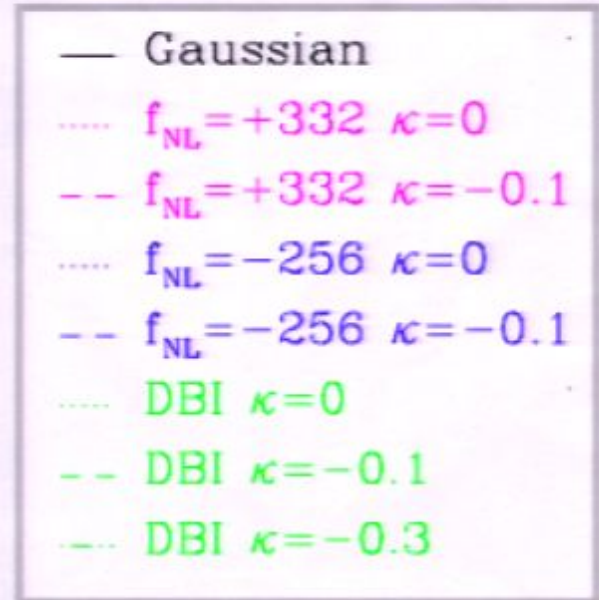 Gaussian
f_NL=+332 κ=0
f_NL=+332 κ=−0.1
f_NL=−256 κ=0
f_NL=−256 κ=−0.1
DBI κ=0
DBI κ=−0.1
DBI κ=−0.3